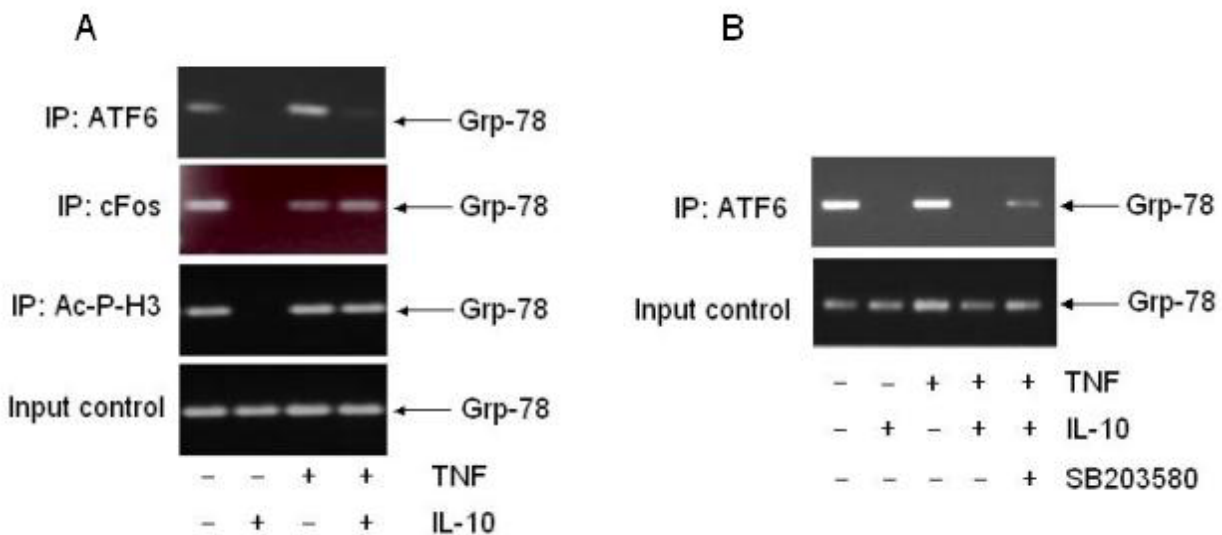 A
IP: ATF6
Grp-78
IP: cFos
Grp-78
IP: Ac-P-H3
Grp-78
Input control
Grp-78
– – + + TNF
– + – + IL-10
B
IP: ATF6
Grp-78
Input control
Grp-78
– – + + + TNF
– + – + + IL-10
+ SB203580